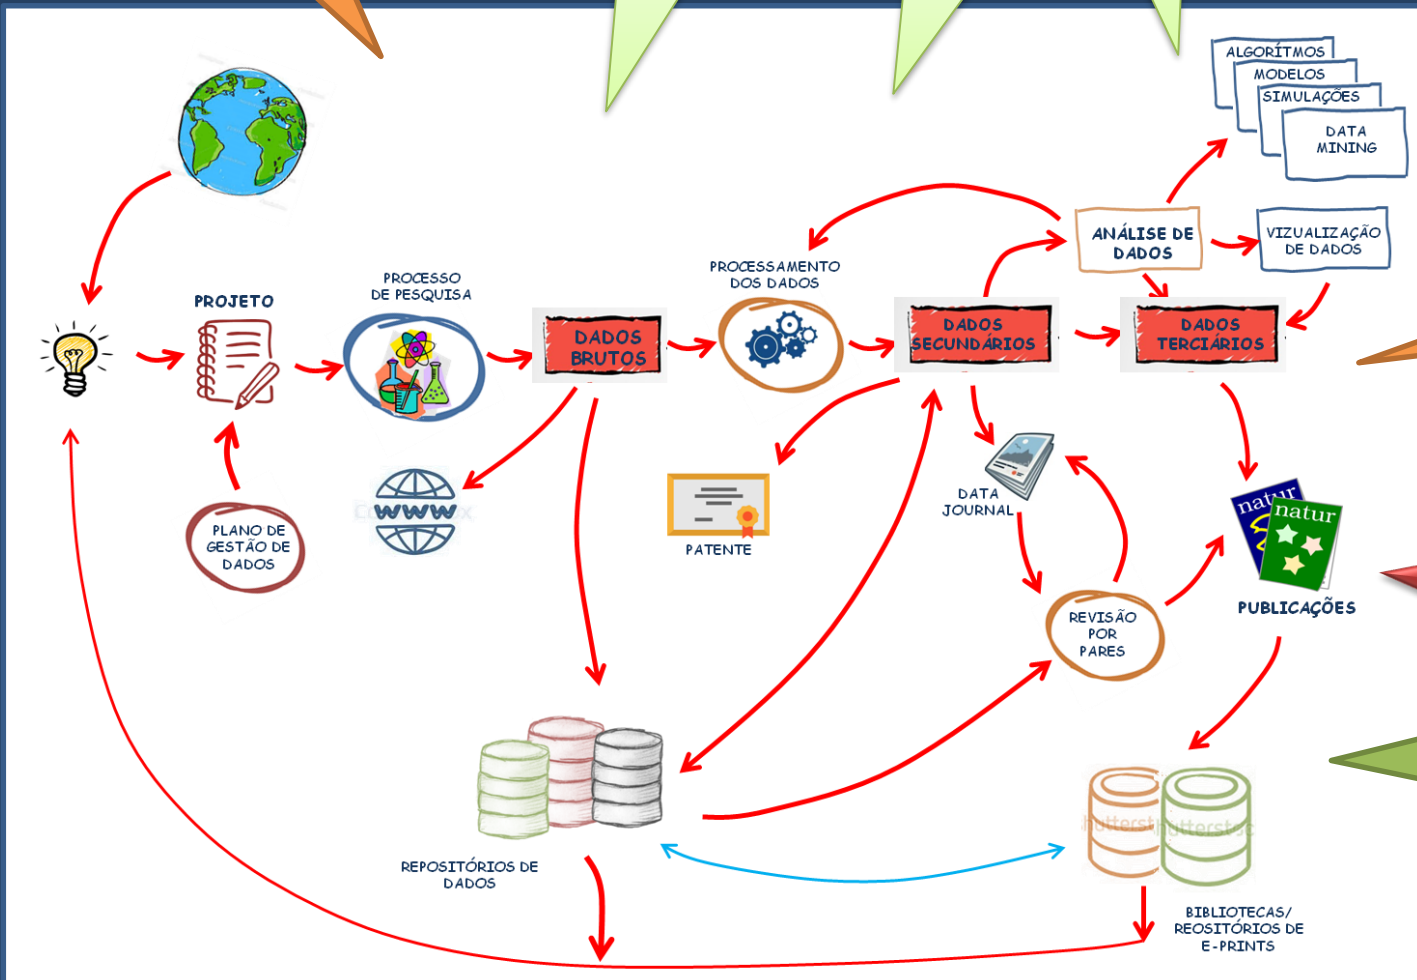 ALGORÍTMOS
MODELOS
SIMULAÇÕES
DATA
MINING
ANÁLISE DE
DADOS
VIZUALIZAÇÃO
DE DADOS
PROCESSO
DE PESQUISA
PROCESSAMENTO
DOS DADOS
PROJETO
DADOS
BRUTOS
DADOS
SECUNDÁRIOS
DADOS
TERCIÁRIOS
PLANO DE
GESTÃO DE
DADOS
WWW
PATENTE
DATA
JOURNAL
natur
natur
PUBLICAÇÕES
REVISÃO
POR
PARES
REPOSITÓRIOS DE
DADOS
BIBLIOTECAS/
REOSITÓRIOS DE
E-PRINTS